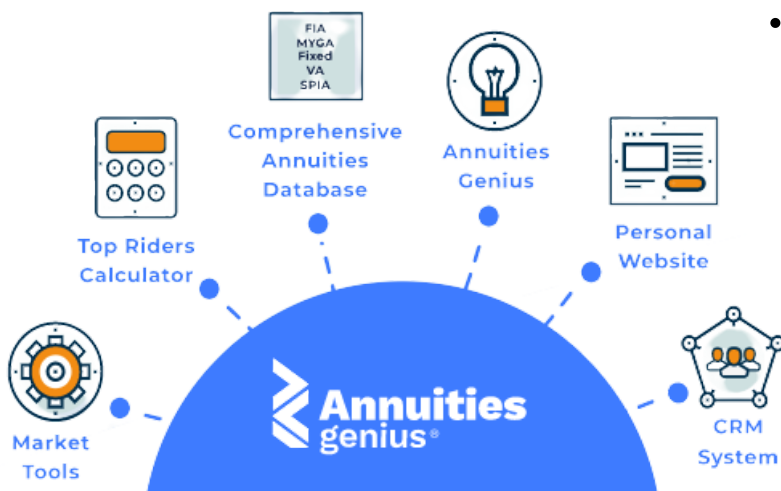 FIA
MYGA
Fixed
VA
SPIA
Comprehensive
Annuities
Database
Annuities
Genius
Top Riders
Calculator
Personal
Website
Market
Tools
CRM
System
Annuities
genius®